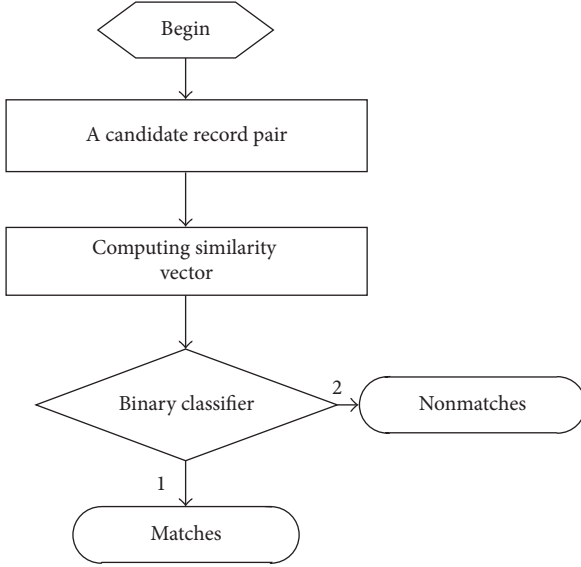 Begin
A candidate record pair
Computing similarity
vector
Binary classifier
2
Nonmatches
1
Matches